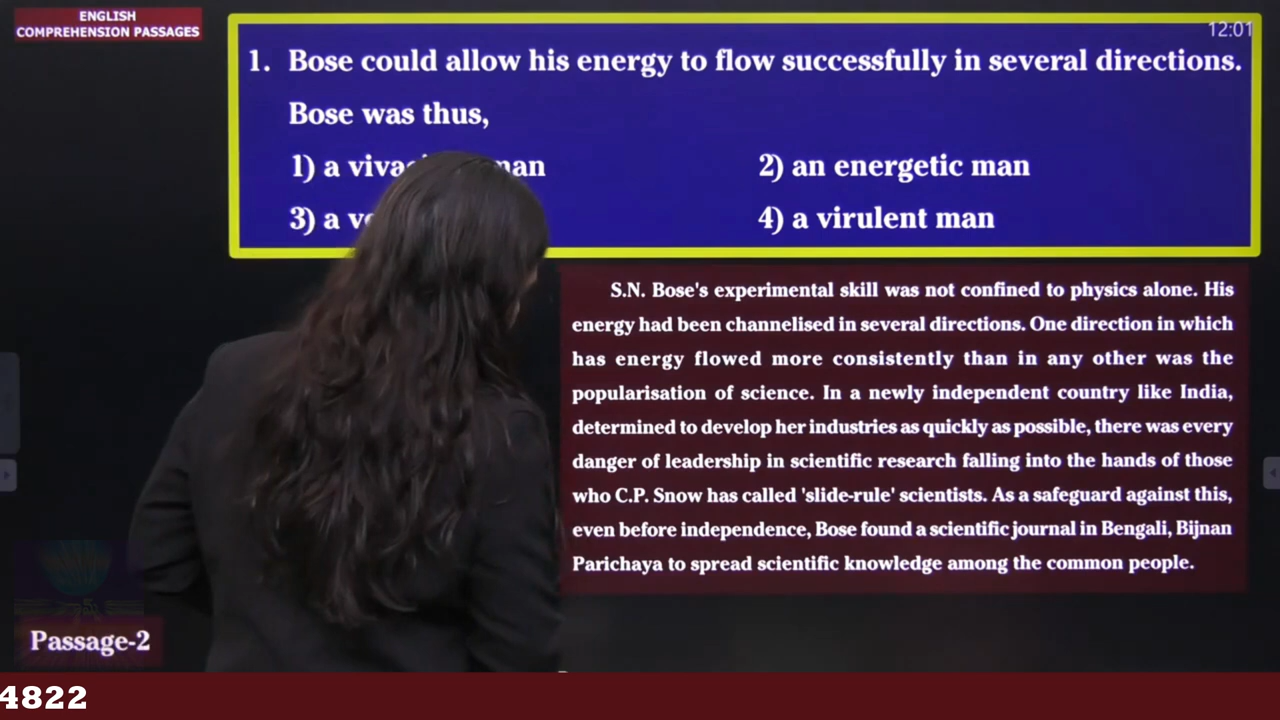 ENGLISH
COMPREHENSION PASSAGES
12:01
1. Bose could allow his energy to flow successfully in several directions.
Bose was thus,
1) a man 2) an energetic man
3) a 4) a virulent man
S.N. Bose's experimental skill was not confined to physics alone. His
energy had been channelised in several directions. One direction in which
has energy flowed more consistently than in any other was the
popularisation of science. In a newly independent country like India,
determined to develop her industries as quickly as possible, there was every
danger of leadership in scientific research falling into the hands of those
who C.P. Snow has called 'slide-rule' scientists. As a safeguard against this,
even before independence, Bose found a scientific journal in Bengali, Bijnan
Parichaya to spread scientific knowledge among the common people.
Passage-2
4822